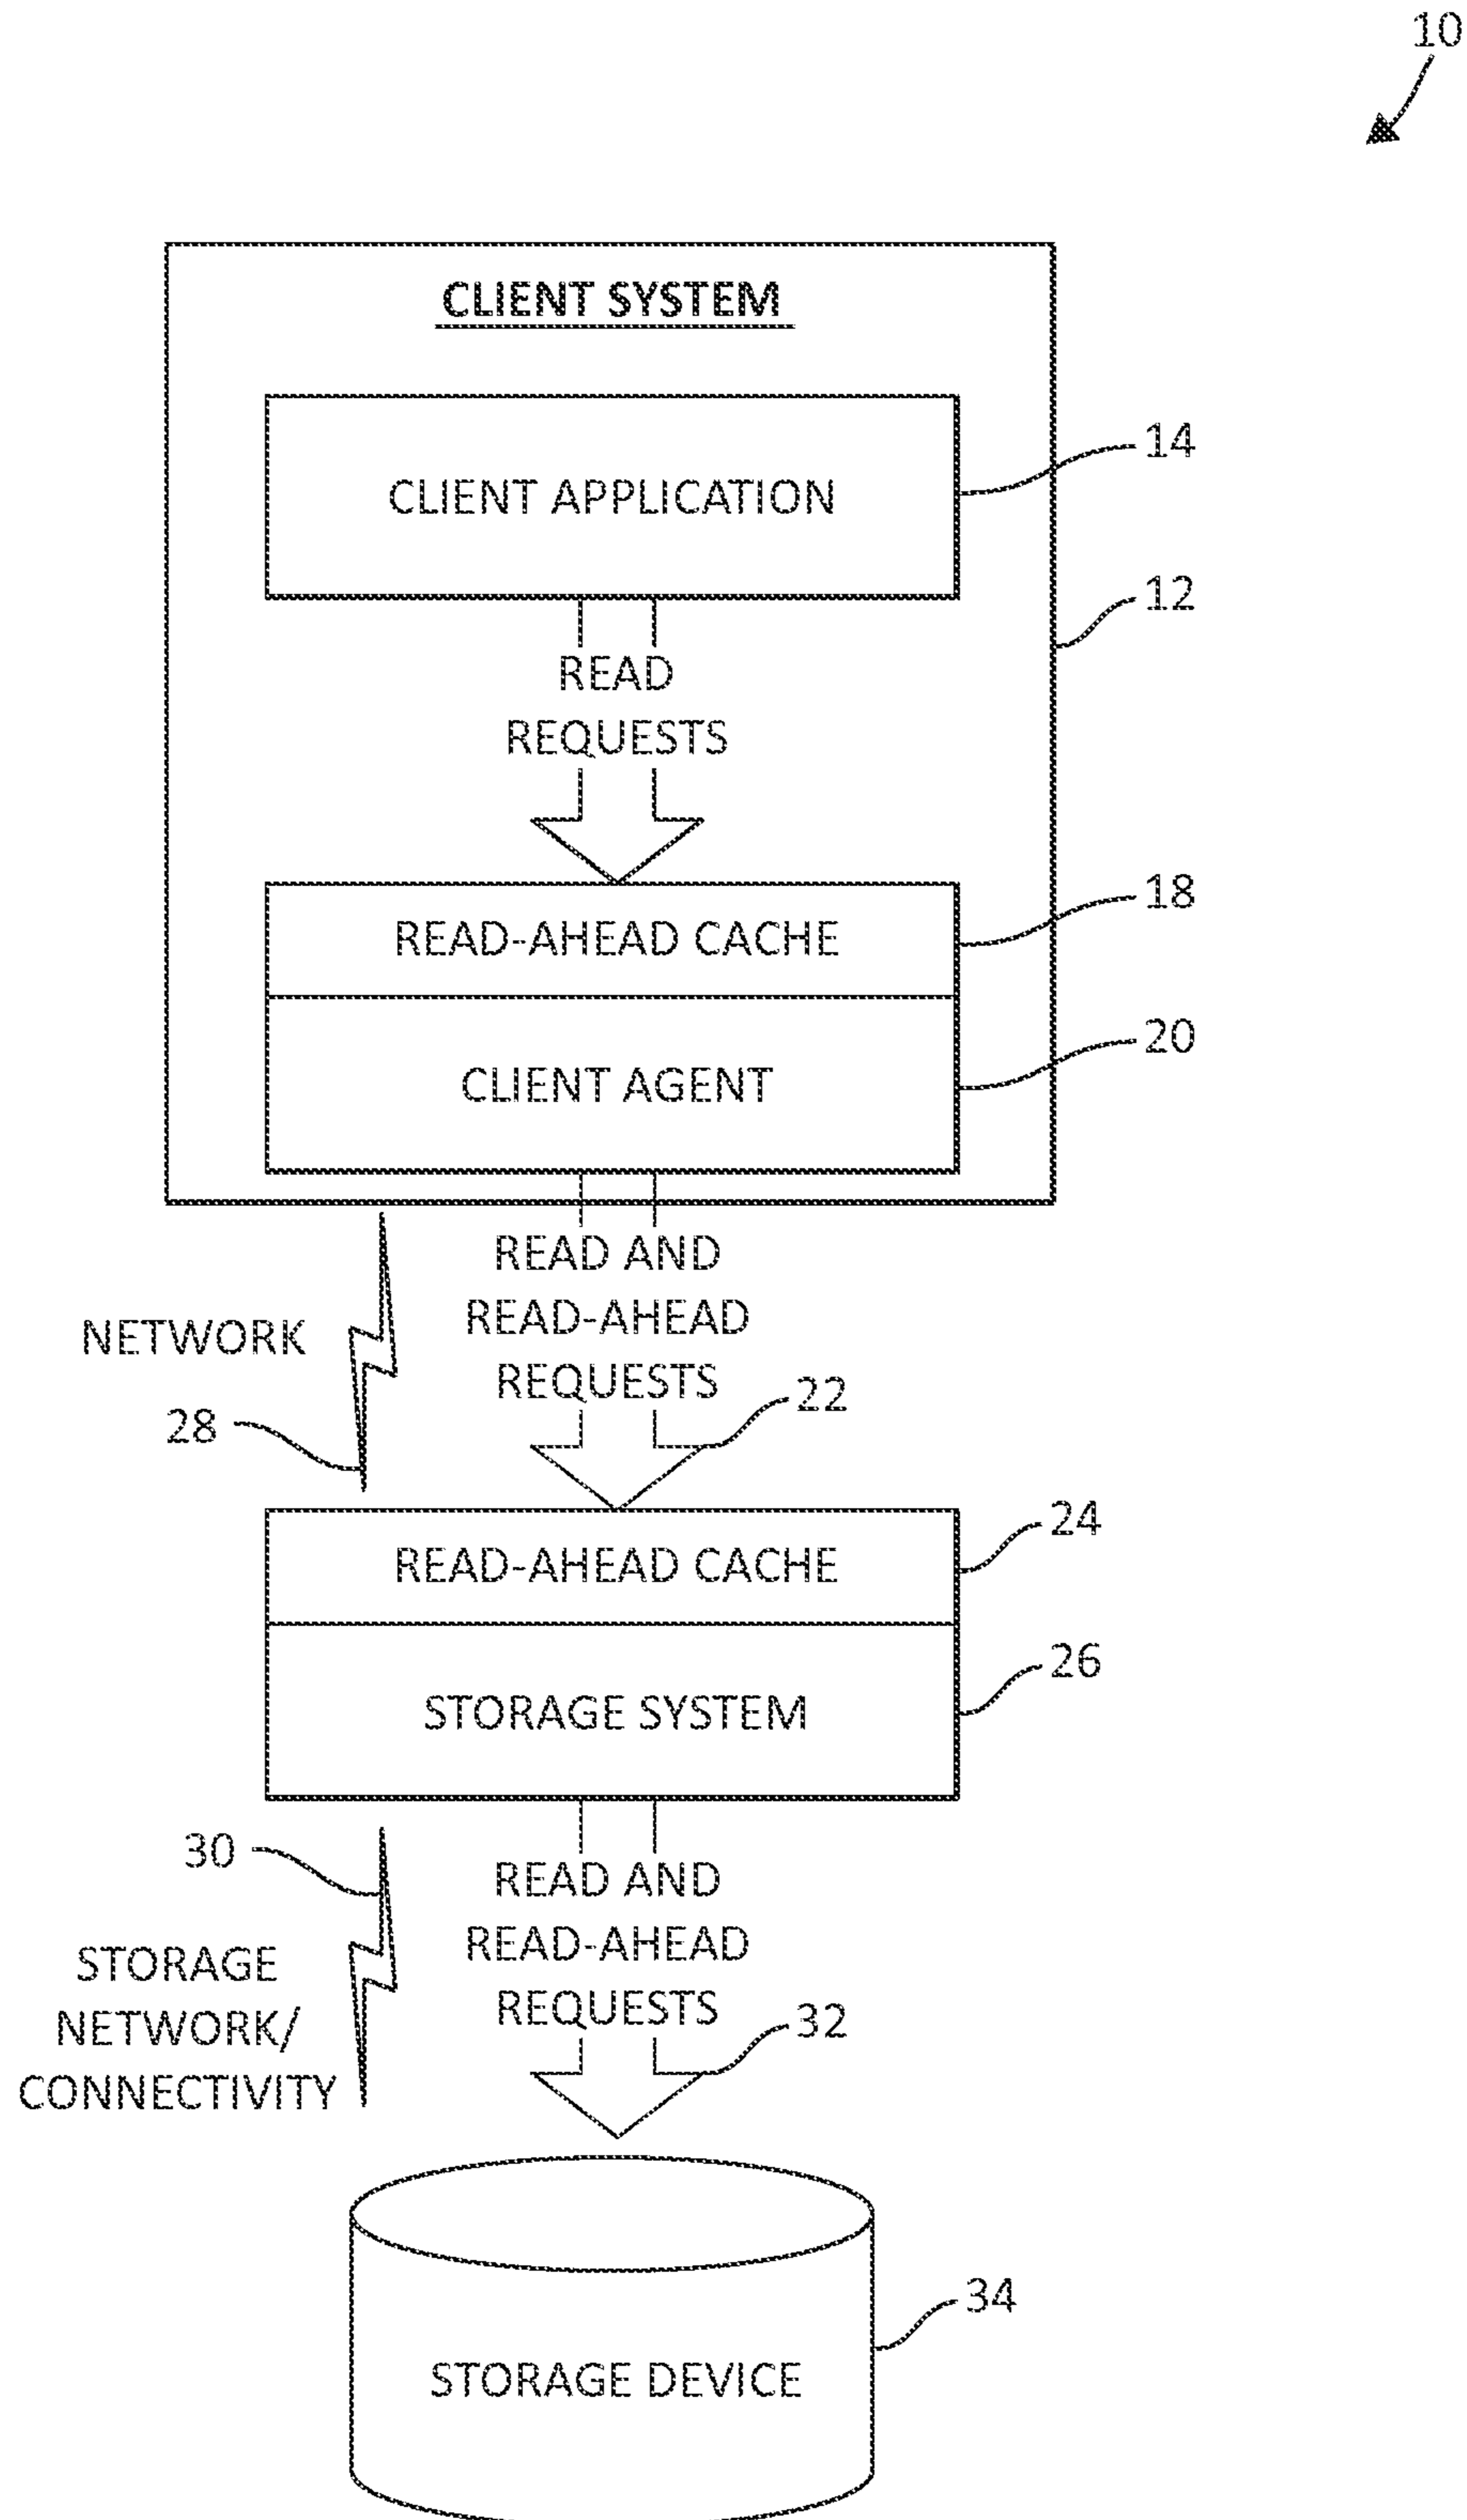 10
CLIENT SYSTEM
CLIENT APPLICATION
14
12
READ
REQUESTS
READ-AHEAD CACHE
18
CLIENT AGENT
20
READ AND
READ-AHEAD
REQUESTS
NETWORK
22
28
READ-AHEAD CACHE
24
STORAGE SYSTEM
26
30
READ AND
READ-AHEAD
REQUESTS
STORAGE
NETWORK/
CONNECTIVITY
32
34
STORAGE DEVICE